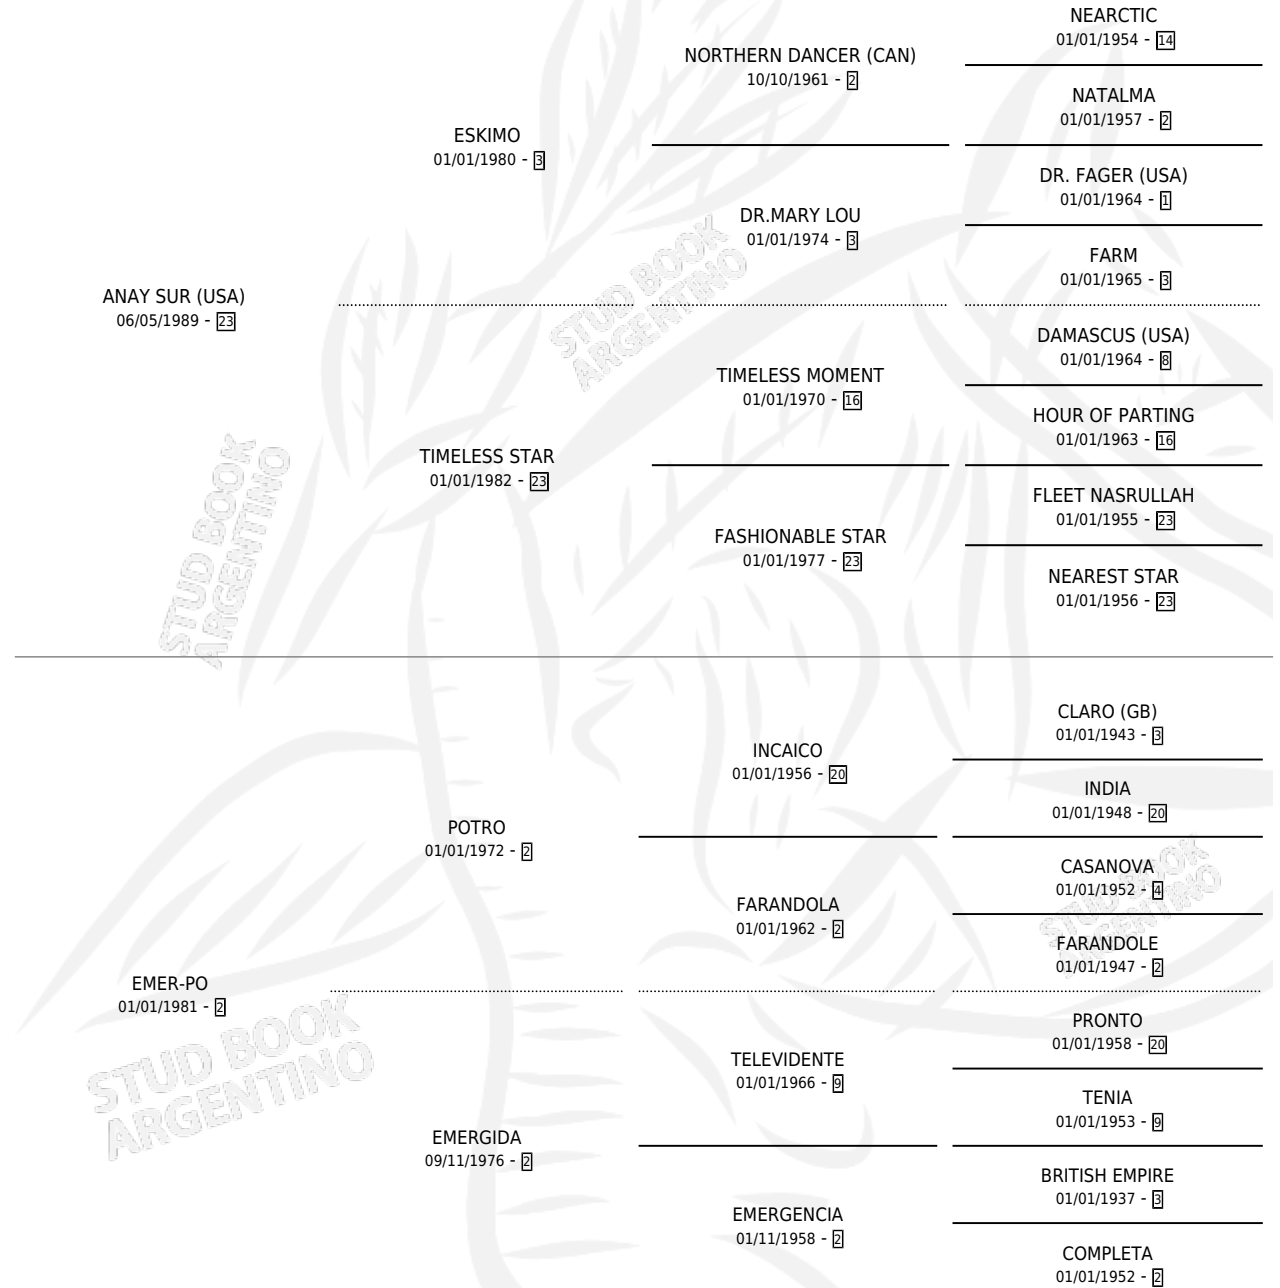 NEARCTIC
01/01/1954 - 14
NORTHERN DANCER (CAN)
10/10/1961 - 2
NATALMA
01/01/1957 - 2
ESKIMO
01/01/1980 - 3
DR. FAGER (USA)
01/01/1964 - 1
DR.MARY LOU
01/01/1974 - 3
FARM
01/01/1965 - 3
ANAY SUR (USA)
06/05/1989 - 23
STUD BOOK
ARGENTINO
DAMASCUS (USA)
01/01/1964 - 8
TIMELESS MOMENT
01/01/1970 - 16
HOUR OF PARTING
01/01/1963 - 16
TIMELESS STAR
01/01/1982 - 23
FLEET NASRULLAH
01/01/1955 - 23
FASHIONABLE STAR
01/01/1977 - 23
NEAREST STAR
01/01/1956 - 23
STUD BOOK
ARGENTINO
CLARO (GB)
01/01/1943 - 3
INCAICO
01/01/1956 - 20
INDIA
01/01/1948 - 20
POTRO
01/01/1972 - 2
CASANOVA
01/01/1952 - 4
FARANDOLA
01/01/1962 - 2
FARANDOLE
01/01/1947 - 2
STUD BOOK
ARGENTINO
EMER-PO
01/01/1981 - 2
PRONTO
01/01/1958 - 20
TELEVIDENTE
01/01/1966 - 9
TENIA
01/01/1953 - 9
STUD BOOK
ARGENTINO
EMERGIDA
09/11/1976 - 2
BRITISH EMPIRE
01/01/1937 - 3
EMERGENCIA
01/11/1958 - 2
COMPLETA
01/01/1952 - 2